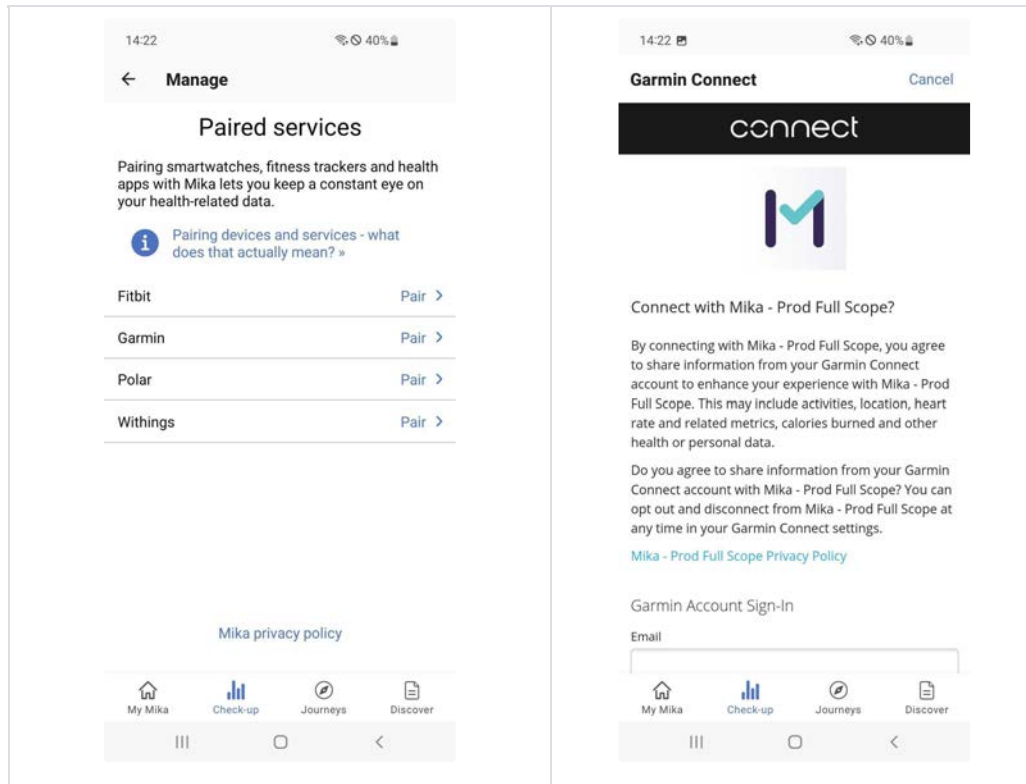 14:22 40%
Manage
Paired services
Pairing smartwatches, fitness trackers and health
apps with Mika lets you keep a constant eye on
your health-related data.
i
Pairing devices and services - what
does that actually mean? »
Fitbit Pair
Garmin Pair
Polar Pair
Withings Pair
Mika privacy policy
My Mika Check-up Journeys Discover
14:22 40%
Garmin Connect Cancel
connect
M
Connect with Mika - Prod Full Scope?
By connecting with Mika - Prod Full Scope, you agree
to share information from your Garmin Connect
account to enhance your experience with Mika - Prod
Full Scope. This may include activities, location, heart
rate and related metrics, calories burned and other
health or personal data.
Do you agree to share information from your Garmin
Connect account with Mika - Prod Full Scope? You can
opt out and disconnect from Mika - Prod Full Scope at
any time in your Garmin Connect settings.
Mika - Prod Full Scope Privacy Policy
Garmin Account Sign-In
Email
My Mika Check-up Journeys Discover